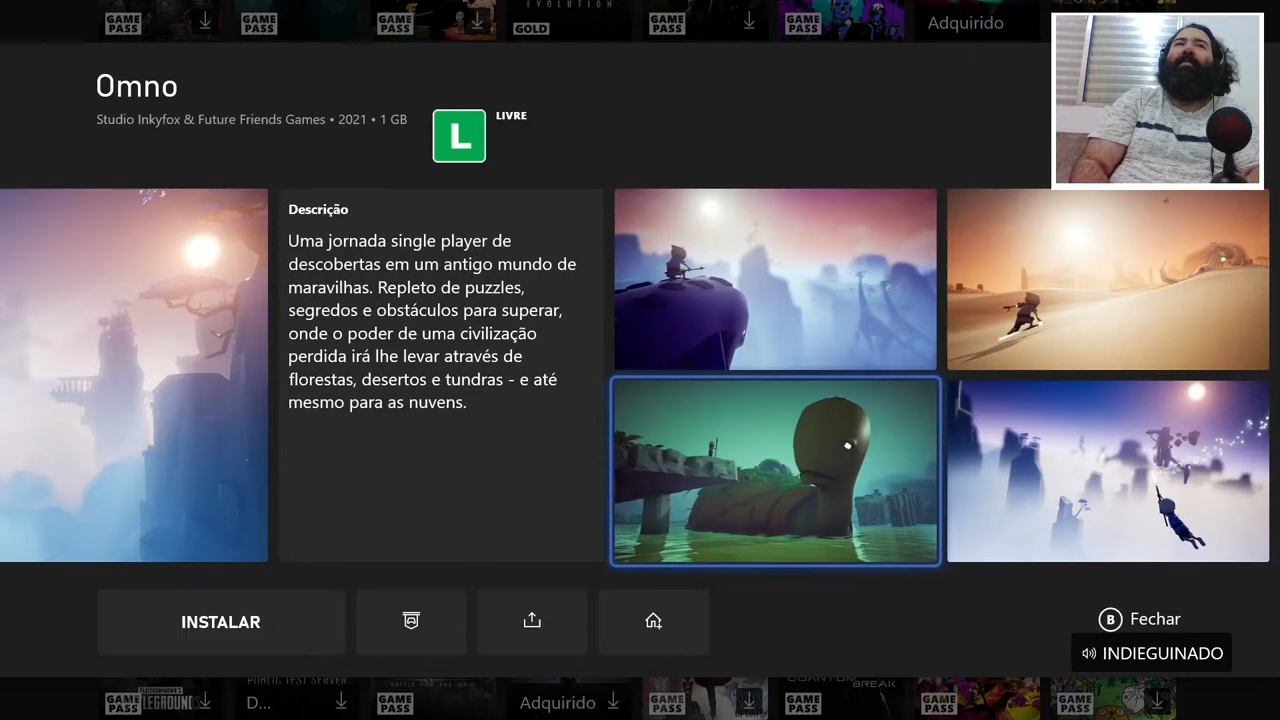 GAME PASS
GAME PASS
GAME PASS
EVOLUTION
GOLD
GAME PASS
GAME PASS
Adquirido
Omno
Studio Inkyfox & Future Friends Games • 2021 • 1 GB
L
LIVRE
Descrição
Uma jornada single player de
descobertas em um antigo mundo de
maravilhas. Repleto de puzzles,
segredos e obstáculos para superar,
onde o poder de uma civilização
perdida irá lhe levar através de
florestas, desertos e tundras - e até
mesmo para as nuvens.
INSTALAR
B Fechar
INDIEGUINADO
GAME PASS
D...
GAME PASS
Adquirido
GAME PASS
QUANTUM BREAK
GAME PASS
GAME PASS
GAME PASS